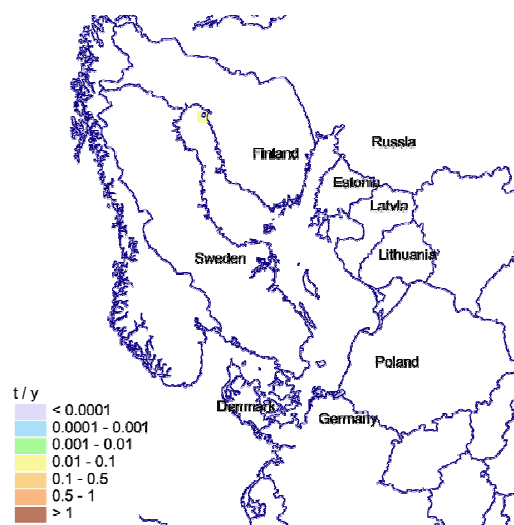 Russia
Finland
Estonia
Latvia
Lithuania
Sweden
Poland
Denmark
Germany
t / y
< 0.0001
0.0001 - 0.001
0.001 - 0.01
0.01 - 0.1
0.1 - 0.5
0.5 - 1
> 1